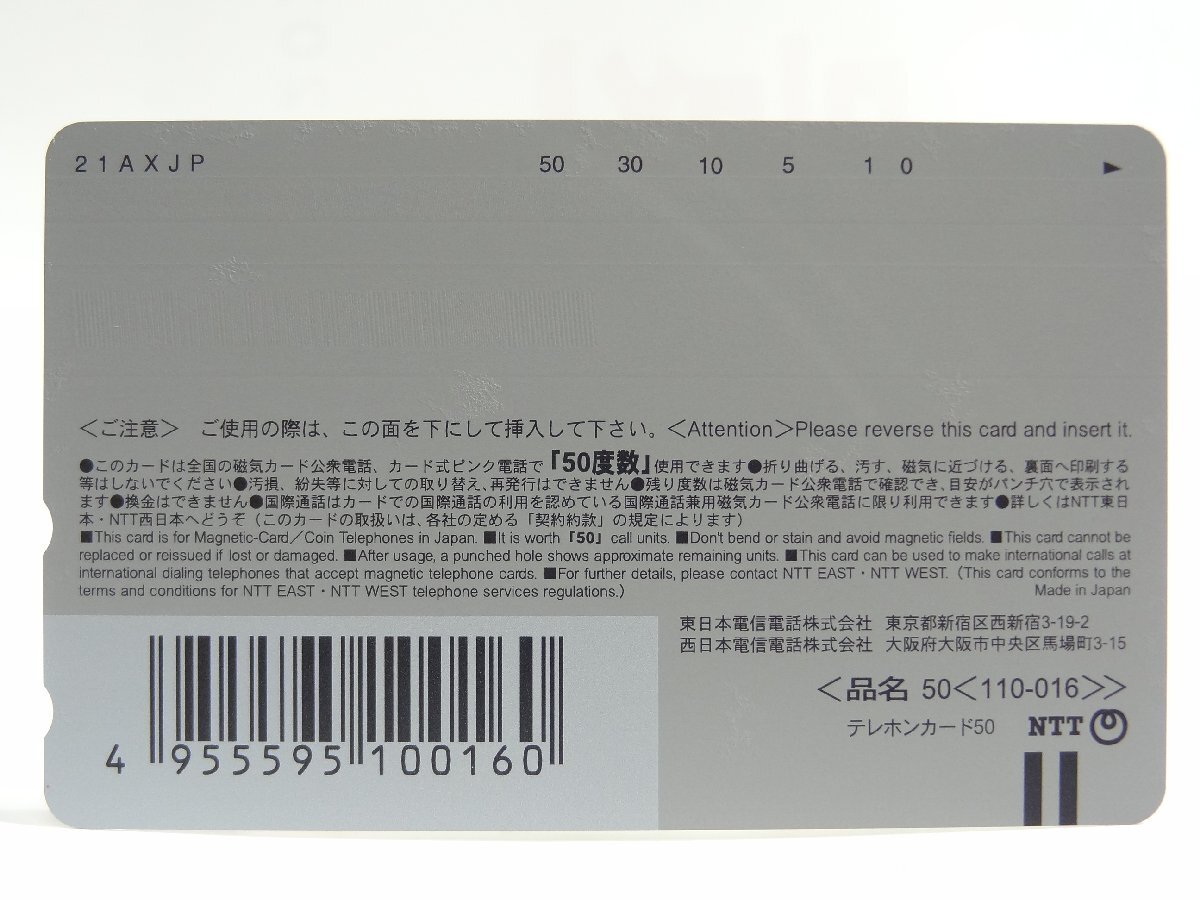 21AXJP 50 30 10 5 1 0 ►
＜ご注意＞ ご使用の際は、この面を下にして挿入して下さい。＜Attention＞Please reverse this card and insert it.
●このカードは全国の磁気カード公衆電話、カード式ピンク電話で「50度数」使用できます●折り曲げる、汚す、磁気に近づける、裏面へ印刷する
等はしないでください●汚損、紛失等に対しての取り替え、再発行はできません●残り度数は磁気カード公衆電話で確認でき、目安がパンチ穴で表示され
ます●換金はできません●国際通話はカードでの国際通話の利用を認めている国際通話兼用磁気カード公衆電話に限り利用できます●詳しくはNTT東日
本・NTT西日本へどうぞ（このカードの取扱いは、各社の定める「契約約款」の規定によります）
■This card is for Magnetic-Card／Coin Telephones in Japan. ■It is worth「50」call units. ■Don't bend or stain and avoid magnetic fields. ■This card cannot be
replaced or reissued if lost or damaged. ■After usage, a punched hole shows approximate remaining units. ■This card can be used to make international calls at
international dialing telephones that accept magnetic telephone cards. ■For further details, please contact NTT EAST・NTT WEST.（This card conforms to the
terms and conditions for NTT EAST・NTT WEST telephone services regulations.） Made in Japan
東日本電信電話株式会社 東京都新宿区西新宿3-19-2
西日本電信電話株式会社 大阪府大阪市中央区馬場町3-15
＜品名 50＜110-016＞＞
テレホンカード50 NTT
4 955595 100160